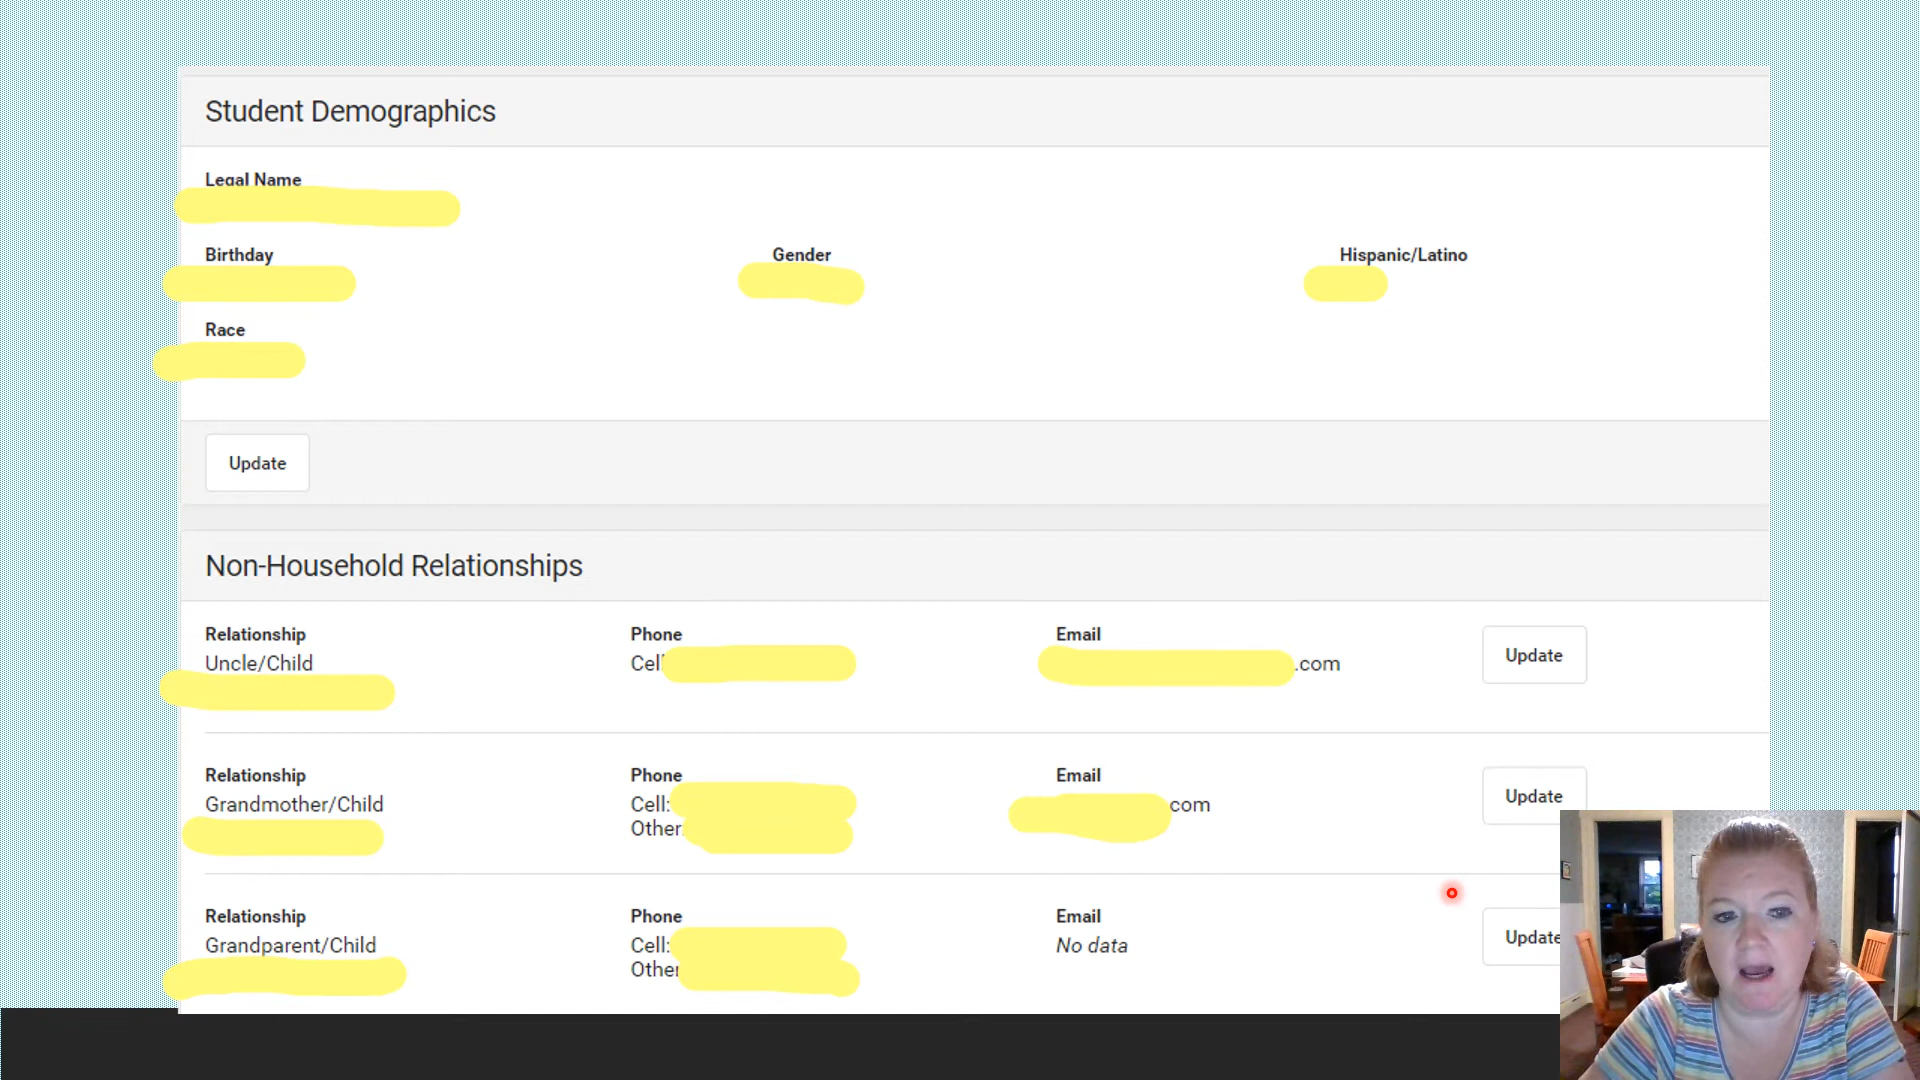 Student Demographics
Legal Name
Birthday Gender Hispanic/Latino
Race
Update
Non-Household Relationships
Relationship Phone Email
Uncle/Child Cell .com Update
Relationship Phone Email
Grandmother/Child Cell: com Update
Other
Relationship Phone Email
Grandparent/Child Cell: No data Update
Other